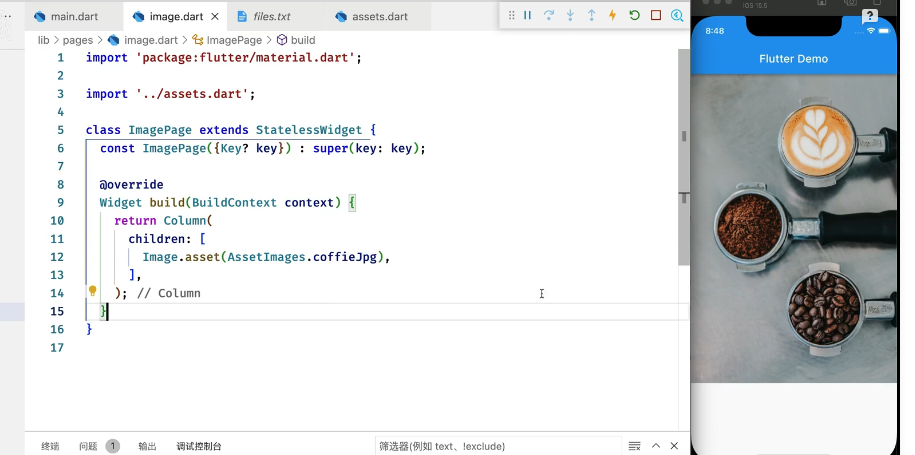 main.dart image.dart files.txt assets.dart
lib > pages > image.dart > ImagePage > build
1 import 'package:flutter/material.dart';
2
3 import '../assets.dart';
4
5 class ImagePage extends StatelessWidget {
6 const ImagePage({Key? key}) : super(key: key);
7
8 @override
9 Widget build(BuildContext context) {
10 return Column(
11 children: [
12 Image.asset(AssetImages.coffieJpg),
13 ],
14 ); // Column
15 }
16 }
17
终端 问题 1 输出 调试控制台 筛选器(例如 text、!exclude)
iOS 15.5
?
8:48
Flutter Demo